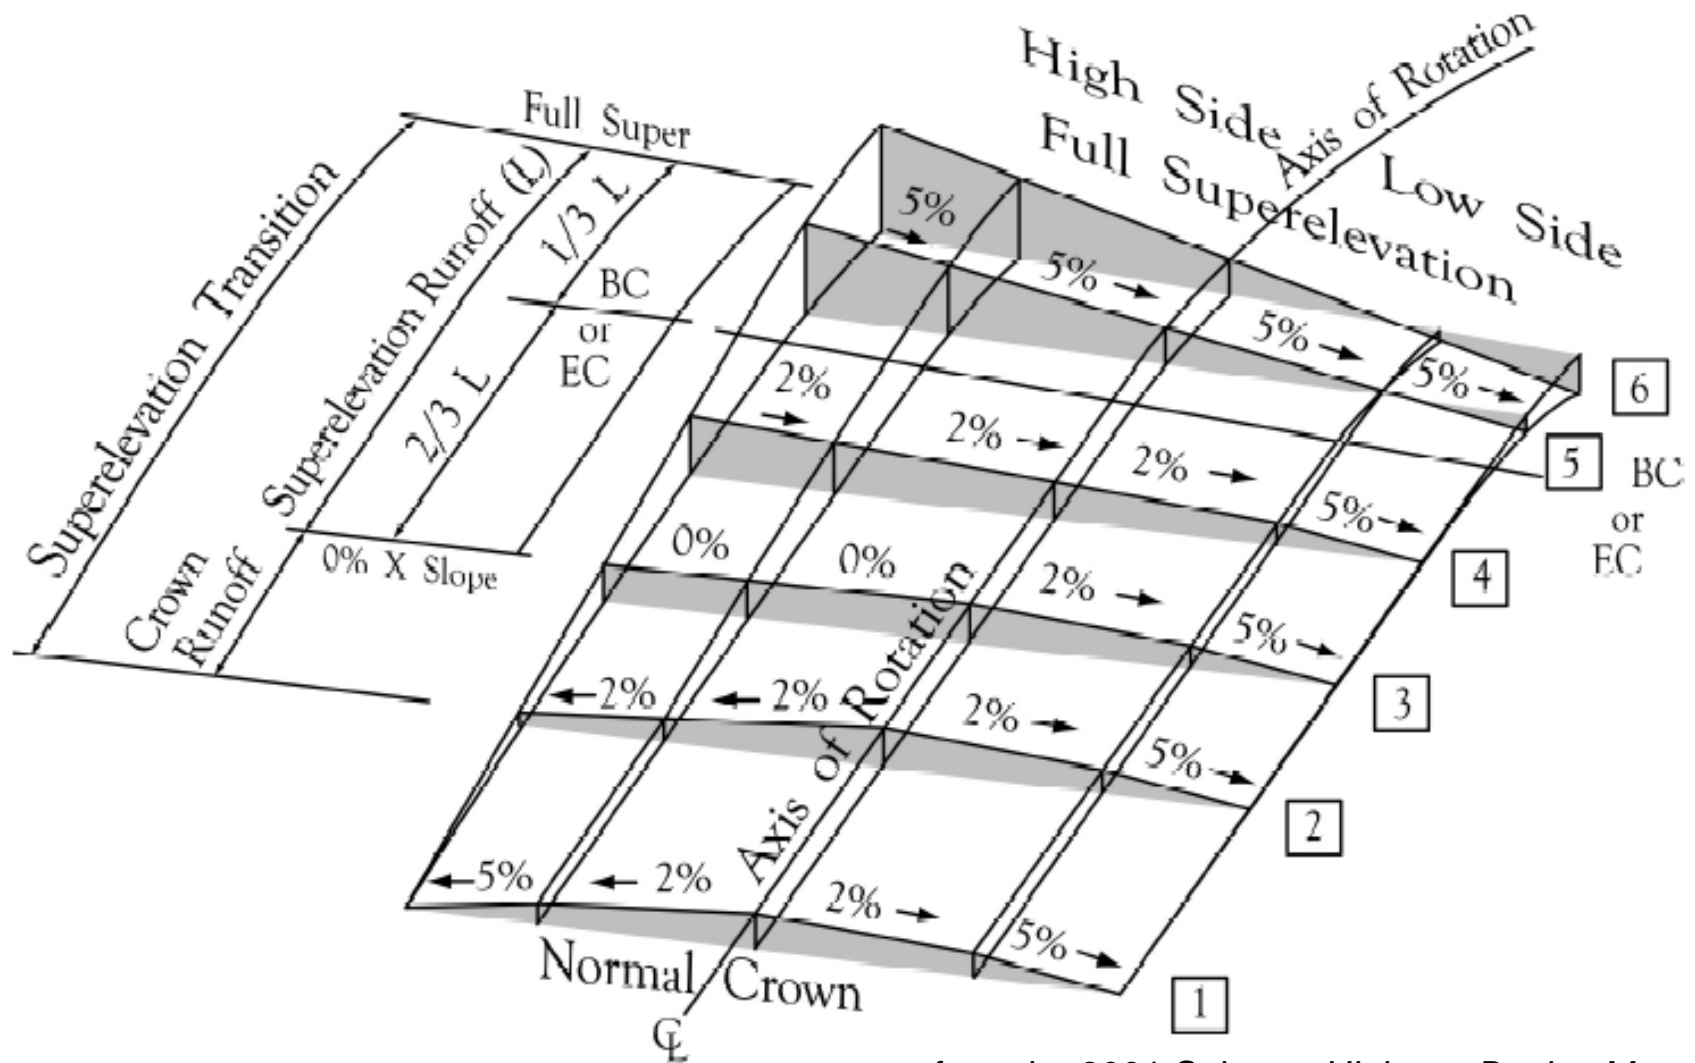 High Side
Axis of Rotation
Low Side
Full Superelevation
Full Super
Superelevation Transition
Superelevation Runoff (L)
1/3 L
BC
or
EC
2/3 L
0% X Slope
Crown
Runoff
5%
5%
5%
5%
6
2%
2%
2%
5%
5
BC
or
EC
0%
0%
2%
5%
4
2%
2%
2%
5%
3
Axis of Rotation
2
5%
2%
2%
5%
1
Normal Crown
CL